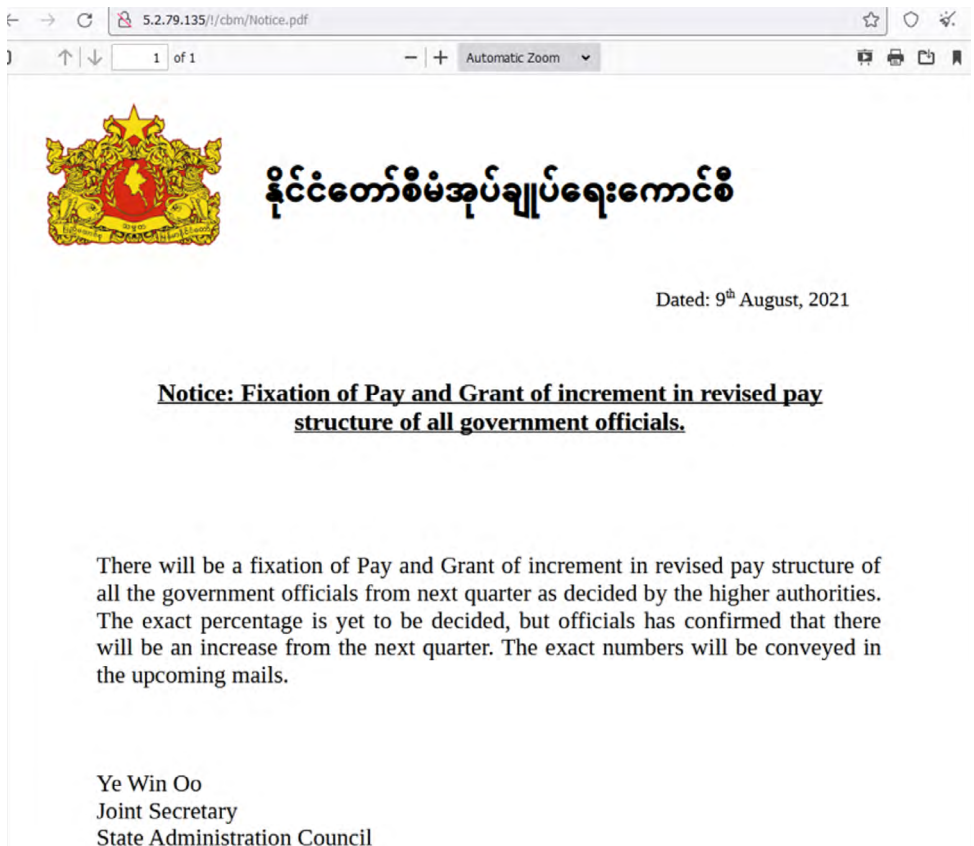 5.2.79.135/!/cbm/Notice.pdf
1 of 1
Automatic Zoom
နိုင်ငံတော်စီမံအုပ်ချုပ်ရေးကောင်စီ
Dated: 9th August, 2021
Notice: Fixation of Pay and Grant of increment in revised pay
structure of all government officials.
There will be a fixation of Pay and Grant of increment in revised pay structure of
all the government officials from next quarter as decided by the higher authorities.
The exact percentage is yet to be decided, but officials has confirmed that there
will be an increase from the next quarter. The exact numbers will be conveyed in
the upcoming mails.
Ye Win Oo
Joint Secretary
State Administration Council